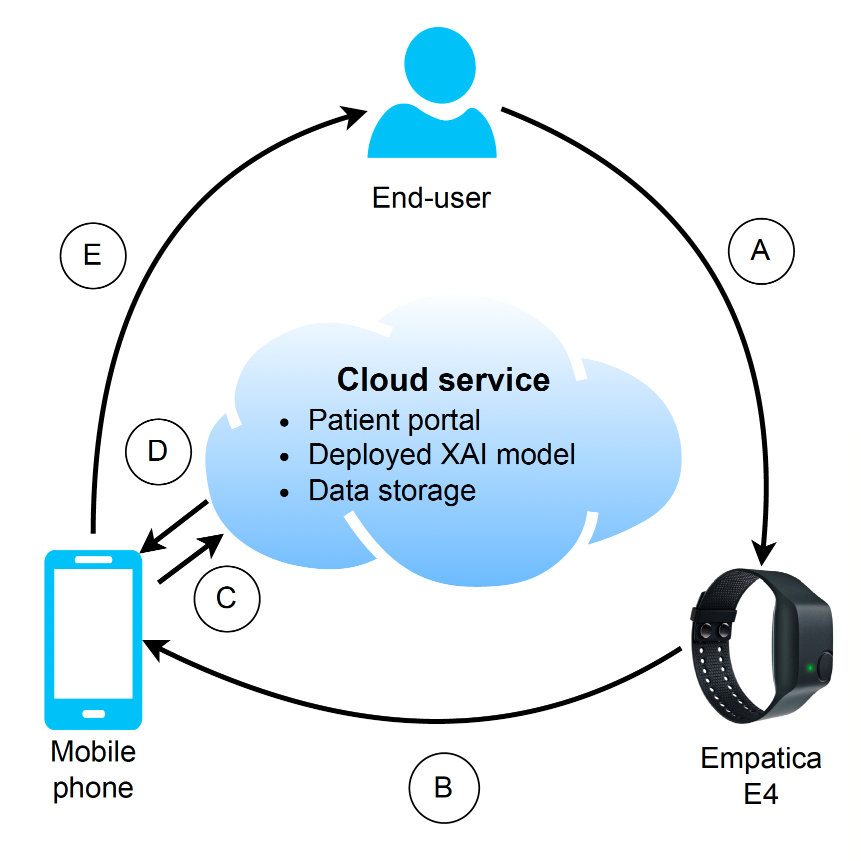 End-user
E
A
Cloud service
• Patient portal
• Deployed XAI model
• Data storage
D
C
Mobile
phone
Empatica
E4
B